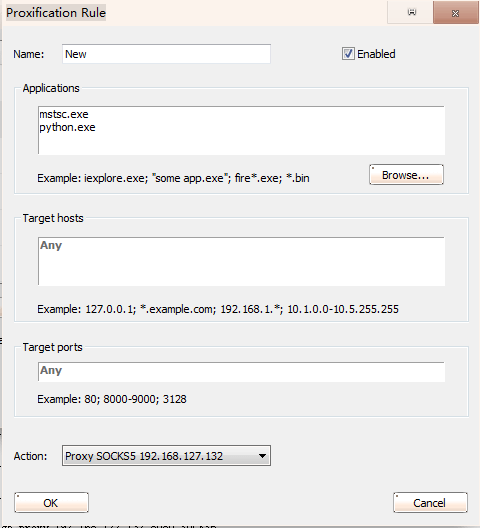 Proxification Rule
Name:
New
Enabled
Applications
mstsc.exe
python.exe
Example: iexplore.exe; "some app.exe"; fire*.exe; *.bin
Browse...
Target hosts
Any
Example: 127.0.0.1; *.example.com; 192.168.1.*; 10.1.0.0-10.5.255.255
Target ports
Any
Example: 80; 8000-9000; 3128
Action:
Proxy SOCKS5 192.168.127.132
OK
Cancel